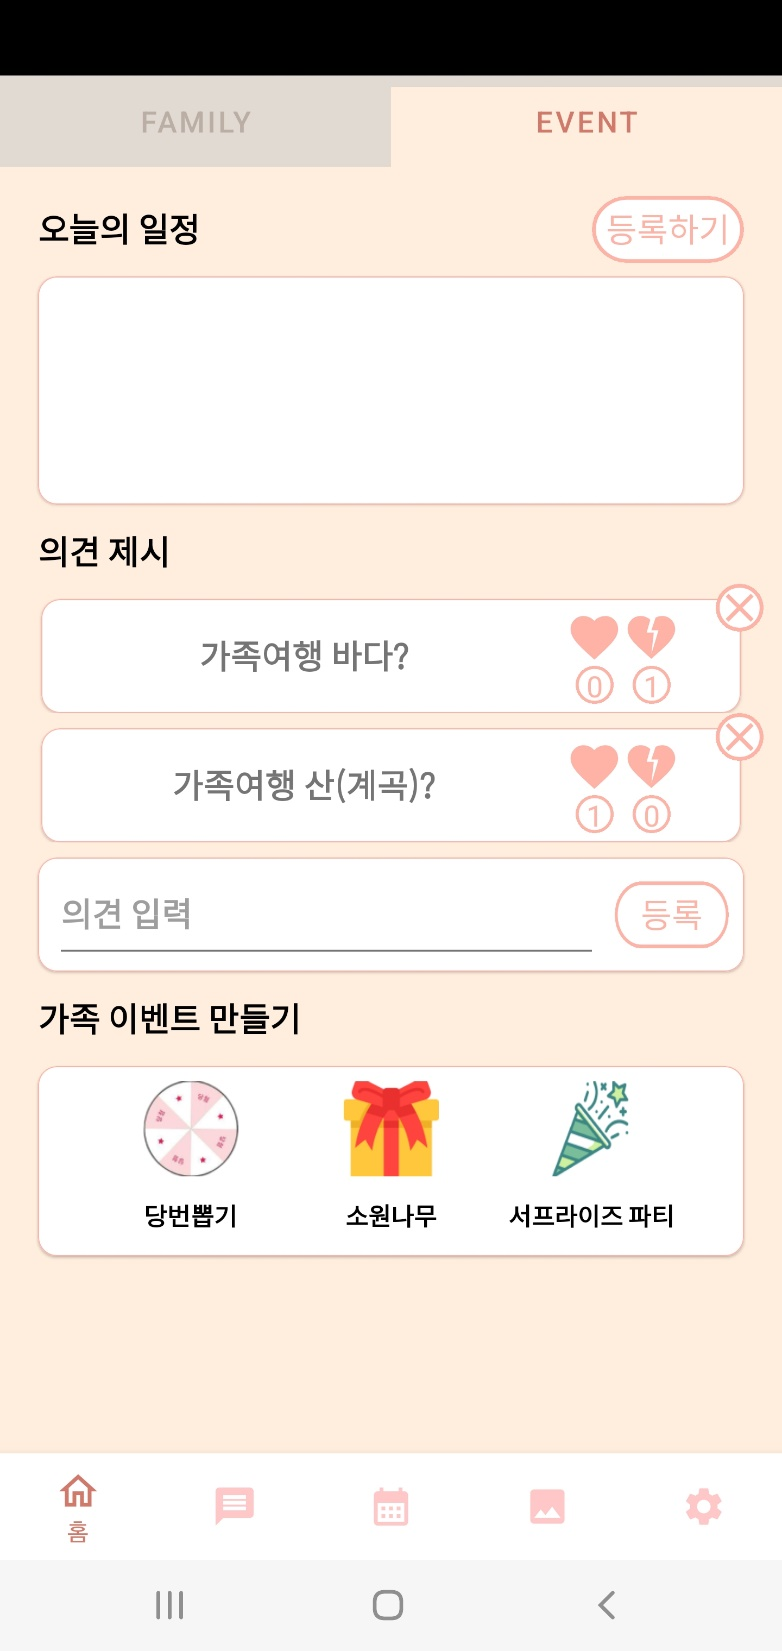 FAMILY
EVENT
오늘의 일정
등록하기
의견 제시
가족여행 바다?
0
1
가족여행 산(계곡)?
1
0
의견 입력
등록
가족 이벤트 만들기
당번뽑기
소원나무
서프라이즈 파티
홈